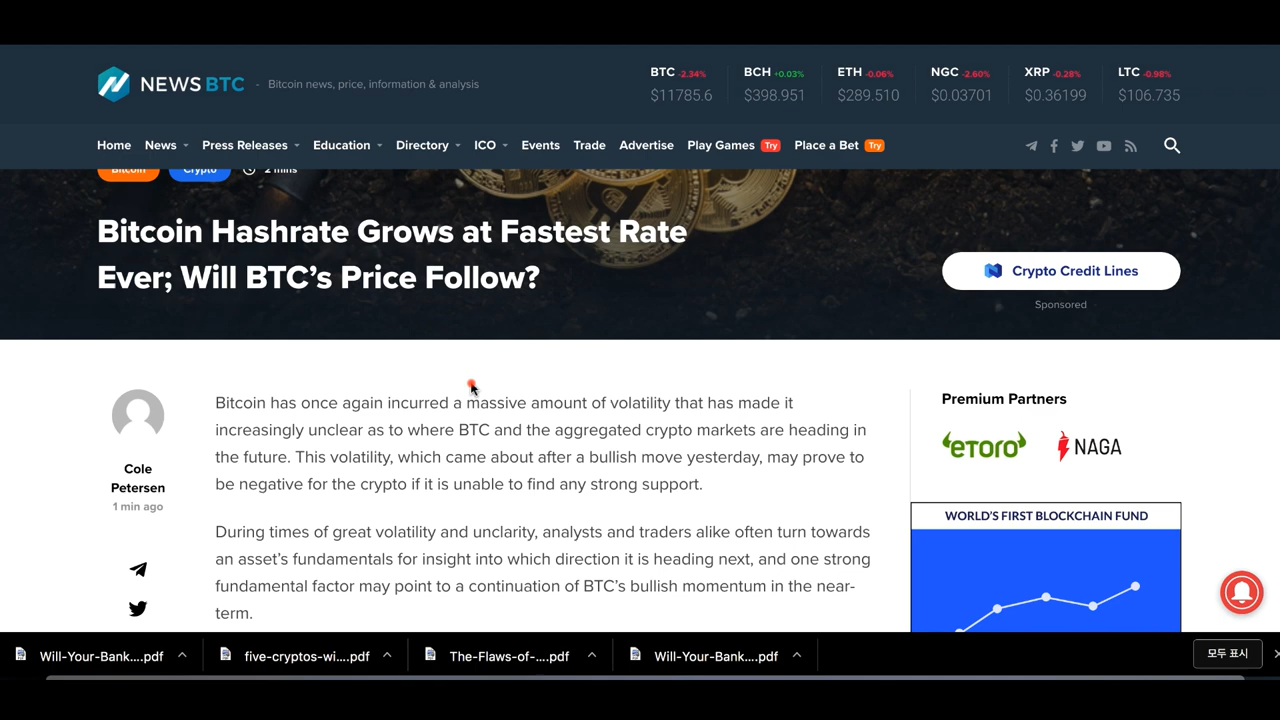 NEWS BTC - Bitcoin news, price, information & analysis
BTC -2.34% BCH +0.03% ETH -0.06% NGC -2.60% XRP -0.28% LTC -0.98%
$11785.6 $398.951 $289.510 $0.03701 $0.36199 $106.735
Home News Press Releases Education Directory ICO Events Trade Advertise Play Games Try Place a Bet Try
Bitcoin Crypto 2 mins
Bitcoin Hashrate Grows at Fastest Rate
Ever; Will BTC's Price Follow?
Crypto Credit Lines
Sponsored
Cole
Petersen
1 min ago
Bitcoin has once again incurred a massive amount of volatility that has made it
increasingly unclear as to where BTC and the aggregated crypto markets are heading in
the future. This volatility, which came about after a bullish move yesterday, may prove to
be negative for the crypto if it is unable to find any strong support.
During times of great volatility and unclarity, analysts and traders alike often turn towards
an asset's fundamentals for insight into which direction it is heading next, and one strong
fundamental factor may point to a continuation of BTC's bullish momentum in the near-
term.
Premium Partners
eToro NAGA
WORLD'S FIRST BLOCKCHAIN FUND
Will-Your-Bank....pdf five-cryptos-wi....pdf The-Flaws-of-....pdf Will-Your-Bank....pdf 모두 표시